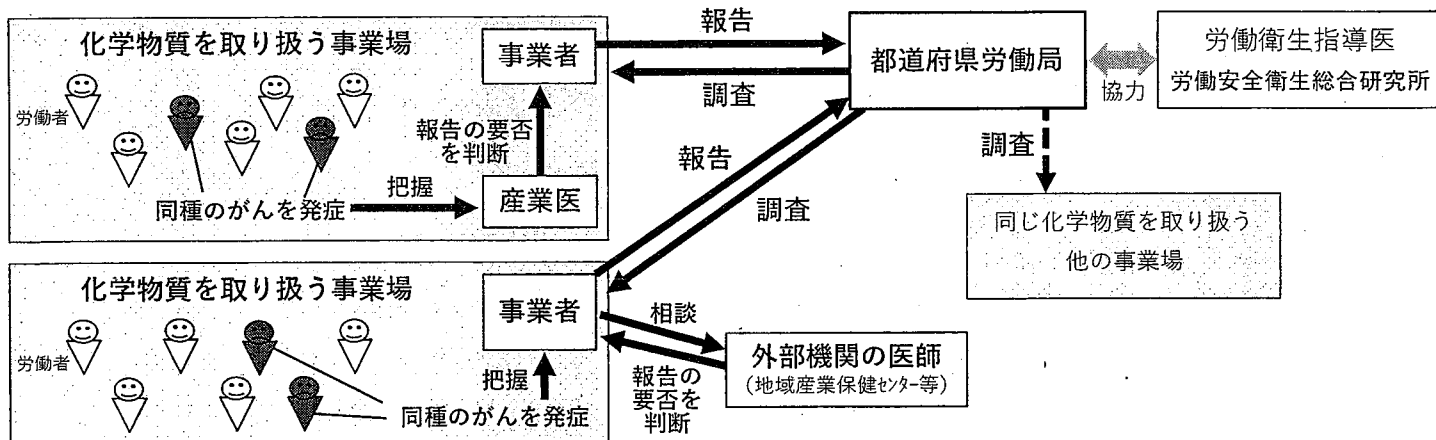 化学物質を取り扱う事業場
労働者
事業者
報告の要否
を判断
把握
産業医
同種のがんを発症
報告
調査
都道府県労働局
協力
労働衛生指導医
労働安全衛生総合研究所
調査
同じ化学物質を取り扱う
他の事業場
報告
調査
化学物質を取り扱う事業場
労働者
事業者
把握
同種のがんを発症
相談
報告の
要否を
判断
外部機関の医師
(地域産業保健ｾﾝﾀｰ等)